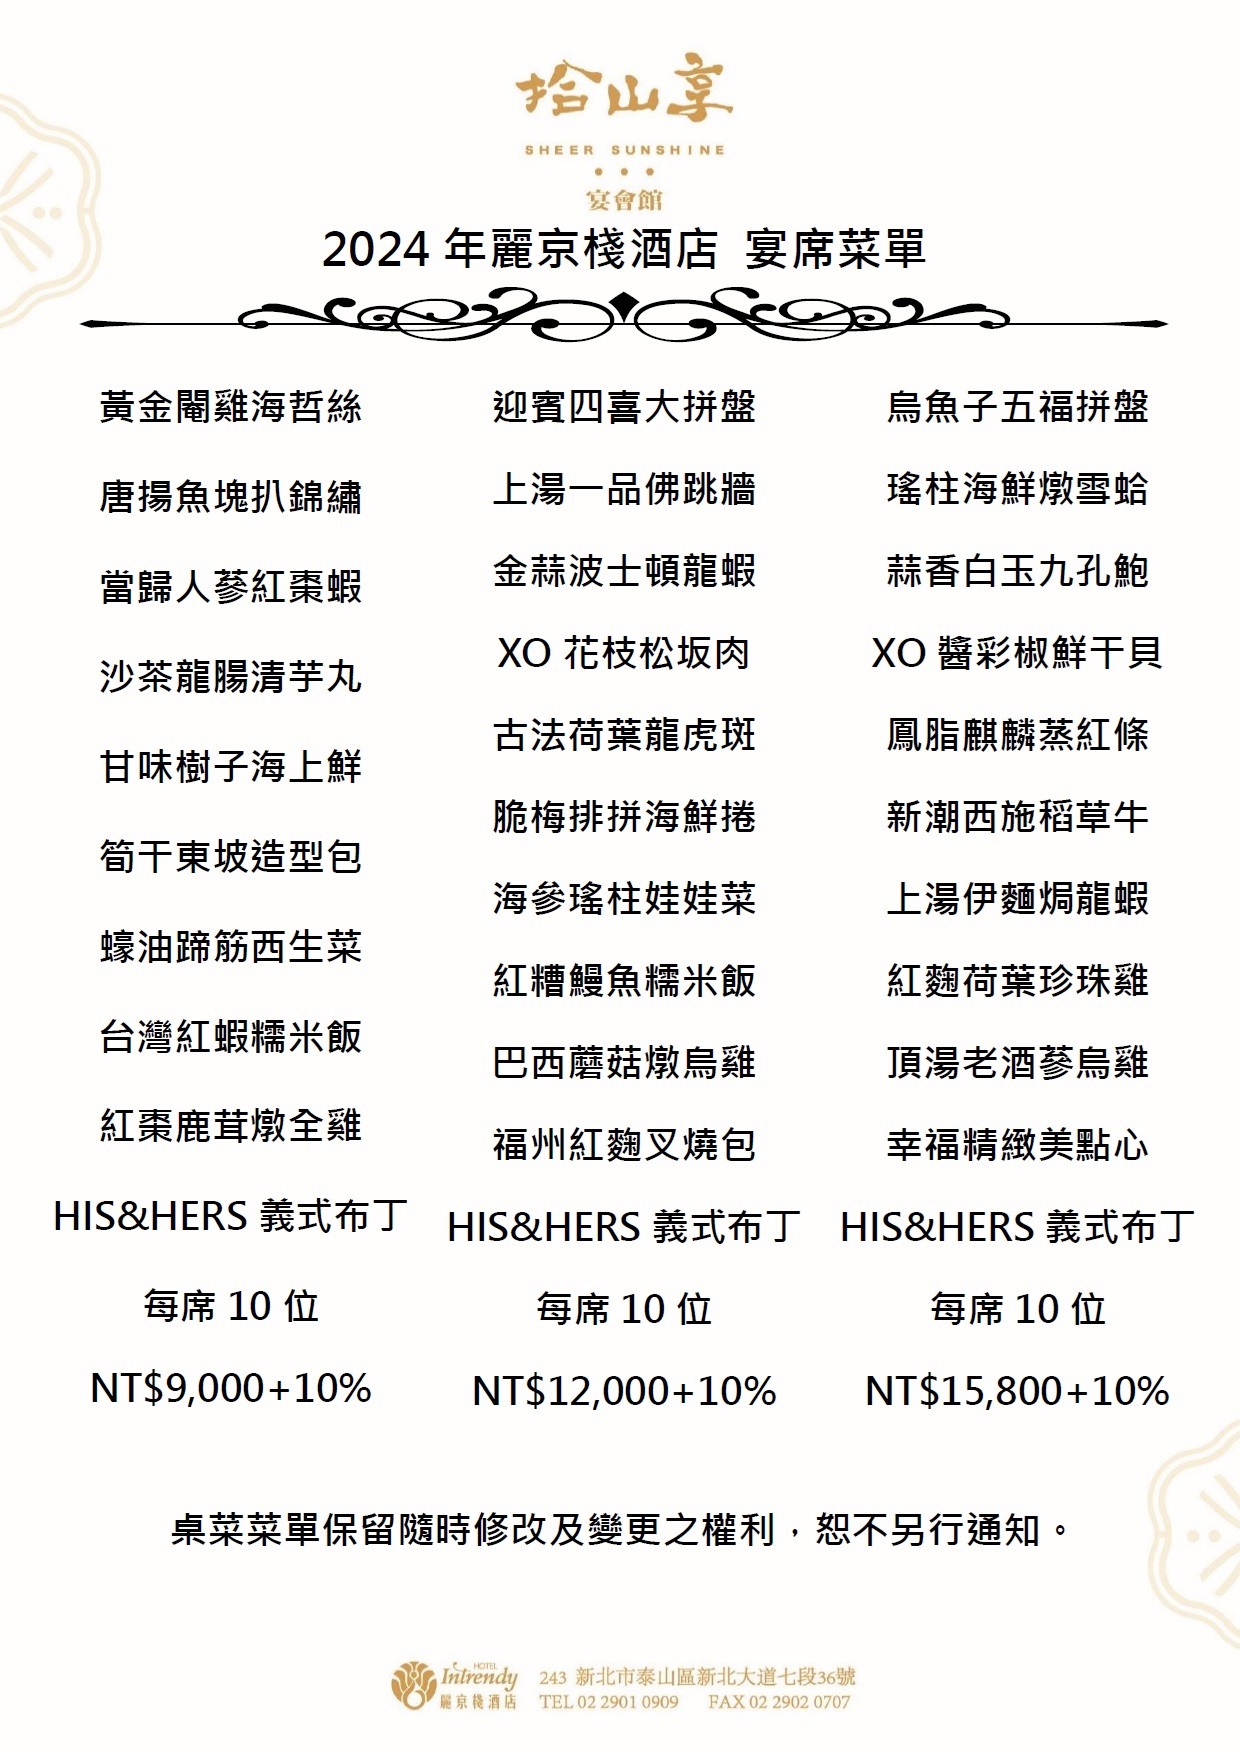 拾山享
SHEER SUNSHINE
宴會館
2024 年麗京棧酒店 宴席菜單
黃金閹雞海哲絲
唐揚魚塊扒錦繡
當歸人蔘紅棗蝦
沙茶龍腸清芋丸
甘味樹子海上鮮
筍干東坡造型包
蠔油蹄筋西生菜
台灣紅蝦糯米飯
紅棗鹿茸燉全雞
HIS&HERS 義式布丁
每席 10 位
NT$9,000+10%
迎賓四喜大拼盤
上湯一品佛跳牆
金蒜波士頓龍蝦
XO 花枝松坂肉
古法荷葉龍虎斑
脆梅排拼海鮮捲
海參瑤柱娃娃菜
紅糟鰻魚糯米飯
巴西蘑菇燉烏雞
福州紅麴叉燒包
HIS&HERS 義式布丁
每席 10 位
NT$12,000+10%
烏魚子五福拼盤
瑤柱海鮮燉雪蛤
蒜香白玉九孔鮑
XO 醬彩椒鮮干貝
鳳脂麒麟蒸紅條
新潮西施稻草牛
上湯伊麵焗龍蝦
紅麴荷葉珍珠雞
頂湯老酒蔘烏雞
幸福精緻美點心
HIS&HERS 義式布丁
每席 10 位
NT$15,800+10%
桌菜菜單保留隨時修改及變更之權利，恕不另行通知。
HOTEL
Intrendy
麗京棧酒店
243 新北市泰山區新北大道七段36號
TEL 02 2901 0909 FAX 02 2902 0707